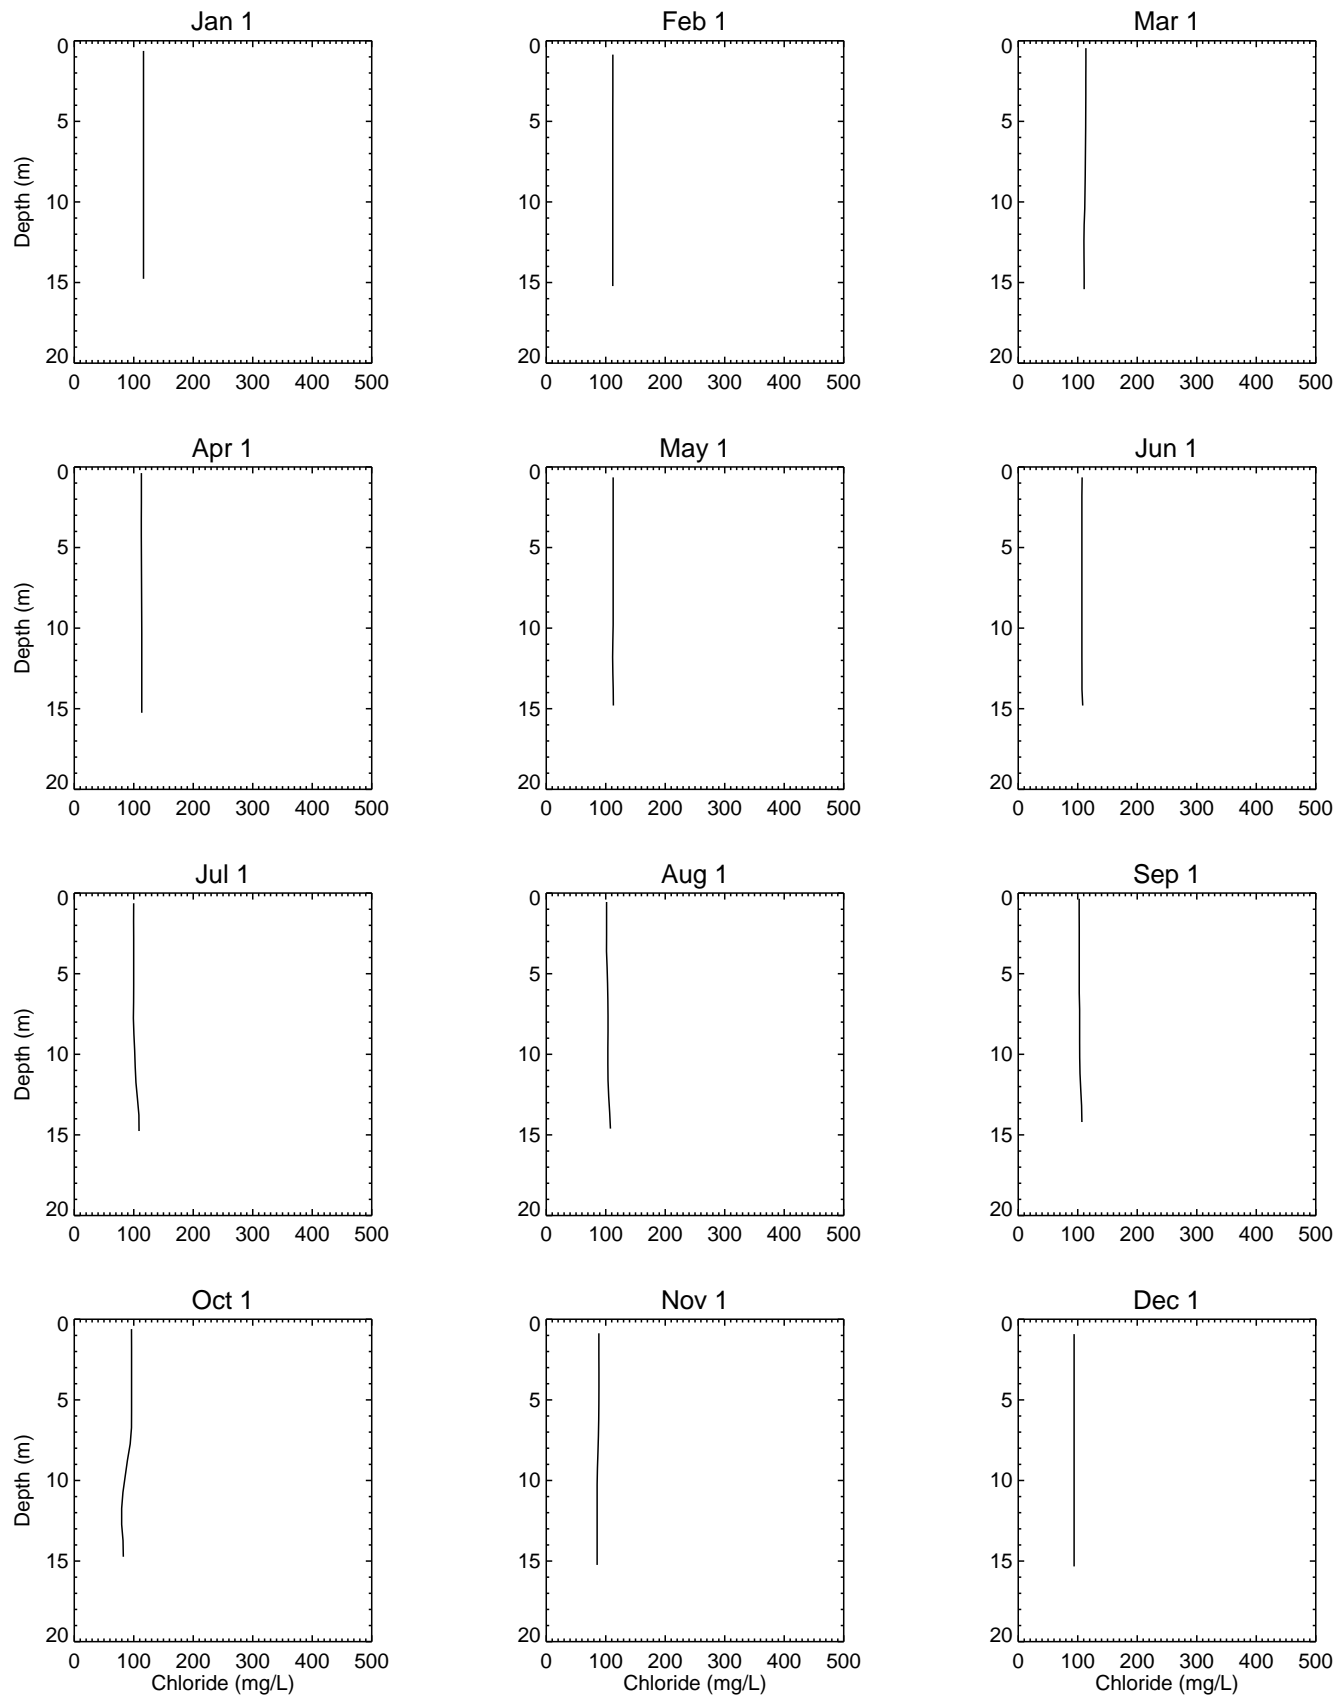 Jan 1 Feb 1 Mar 1
0 0 0
5 5 5
Depth (m)
10 10 10
15 15 15
20 20 20
0 100 200 300 400 500 0 100 200 300 400 500 0 100 200 300 400 500
Apr 1 May 1 Jun 1
0 0 0
5 5 5
Depth (m)
10 10 10
15 15 15
20 20 20
0 100 200 300 400 500 0 100 200 300 400 500 0 100 200 300 400 500
Jul 1 Aug 1 Sep 1
0 0 0
5 5 5
Depth (m)
10 10 10
15 15 15
20 20 20
0 100 200 300 400 500 0 100 200 300 400 500 0 100 200 300 400 500
Oct 1 Nov 1 Dec 1
0 0 0
5 5 5
Depth (m)
10 10 10
15 15 15
20 20 20
0 100 200 300 400 500 0 100 200 300 400 500 0 100 200 300 400 500
Chloride (mg/L) Chloride (mg/L) Chloride (mg/L)